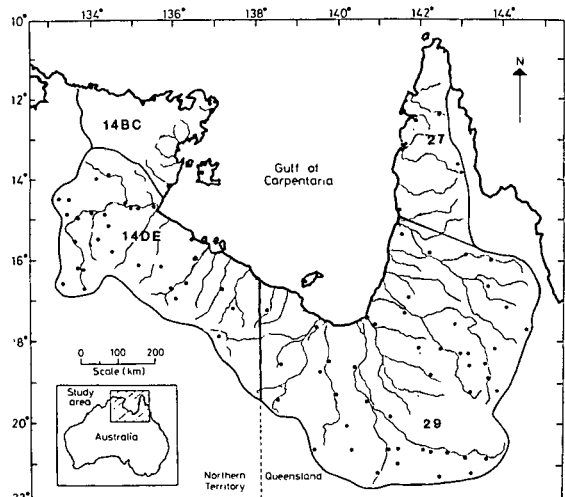 134° 136° 138° 140° 142° 144°
10°
12°
14°
16°
18°
20°
22°
N
14BC
27
Gulf of
Carpentaria
14DE
0 100 200
Scale (km)
Study
area
Australia
29
Northern
Territory
Queensland